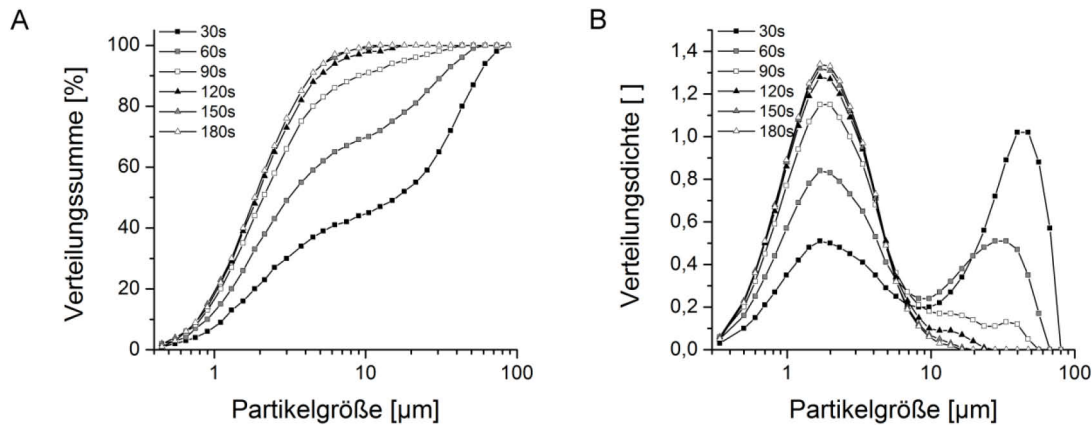 A
Verteilungssumme [%]
100
80
60
40
20
0
30s
60s
90s
120s
150s
180s
1
10
100
Partikelgröße [µm]
B
Verteilungsdichte [ ]
1,4
1,2
1,0
0,8
0,6
0,4
0,2
0,0
30s
60s
90s
120s
150s
180s
1
10
100
Partikelgröße [µm]